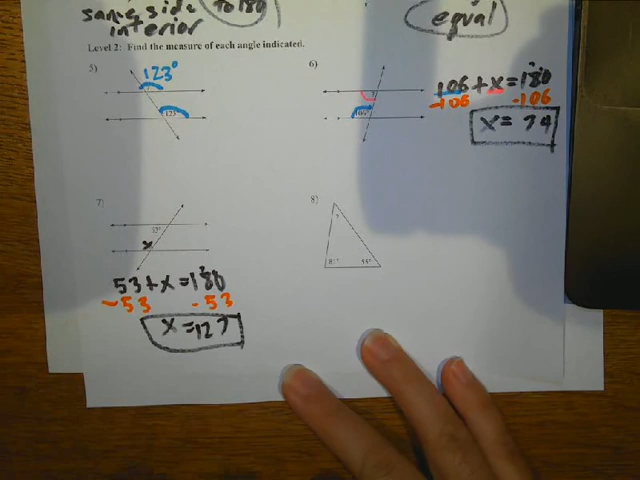 same side to 180
interior
equal
Level 2: Find the measure of each angle indicated.
5)
123°
123°
6)
?
106°
106 + x = 180
-106 -106
x = 74
7)
53°
x
53 + x = 180
-53 -53
x = 127
8)
?
81°
55°